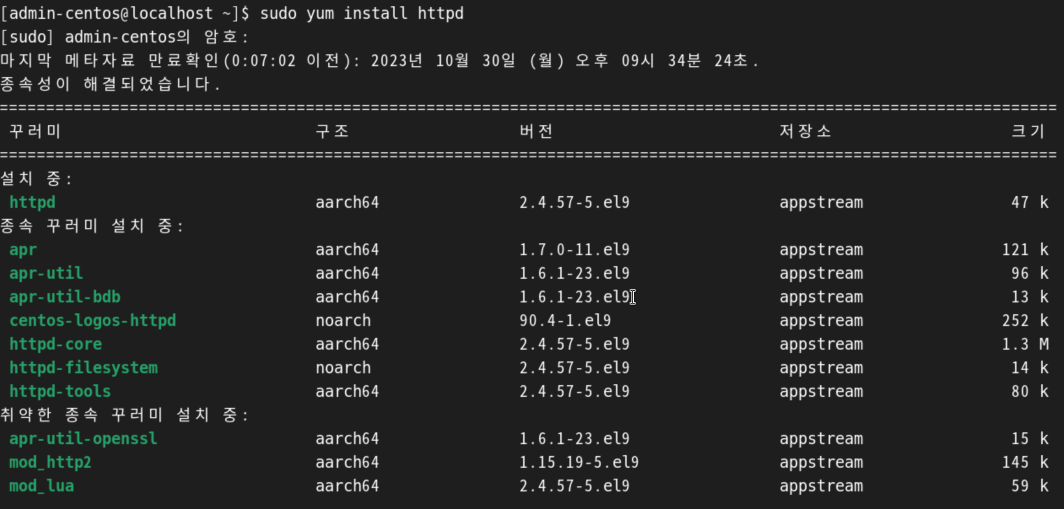 [admin-centos@localhost ~]$ sudo yum install httpd
[sudo] admin-centos의 암호:
마지막 메타자료 만료확인(0:07:02 이전): 2023년 10월 30일 (월) 오후 09시 34분 24초.
종속성이 해결되었습니다.
================================================================================
꾸러미 구조 버전 저장소 크기
================================================================================
설치 중:
httpd aarch64 2.4.57-5.el9 appstream 47 k
종속 꾸러미 설치 중:
apr aarch64 1.7.0-11.el9 appstream 121 k
apr-util aarch64 1.6.1-23.el9 appstream 96 k
apr-util-bdb aarch64 1.6.1-23.el9 appstream 13 k
centos-logos-httpd noarch 90.4-1.el9 appstream 252 k
httpd-core aarch64 2.4.57-5.el9 appstream 1.3 M
httpd-filesystem noarch 2.4.57-5.el9 appstream 14 k
httpd-tools aarch64 2.4.57-5.el9 appstream 80 k
취약한 종속 꾸러미 설치 중:
apr-util-openssl aarch64 1.6.1-23.el9 appstream 15 k
mod_http2 aarch64 1.15.19-5.el9 appstream 145 k
mod_lua aarch64 2.4.57-5.el9 appstream 59 k